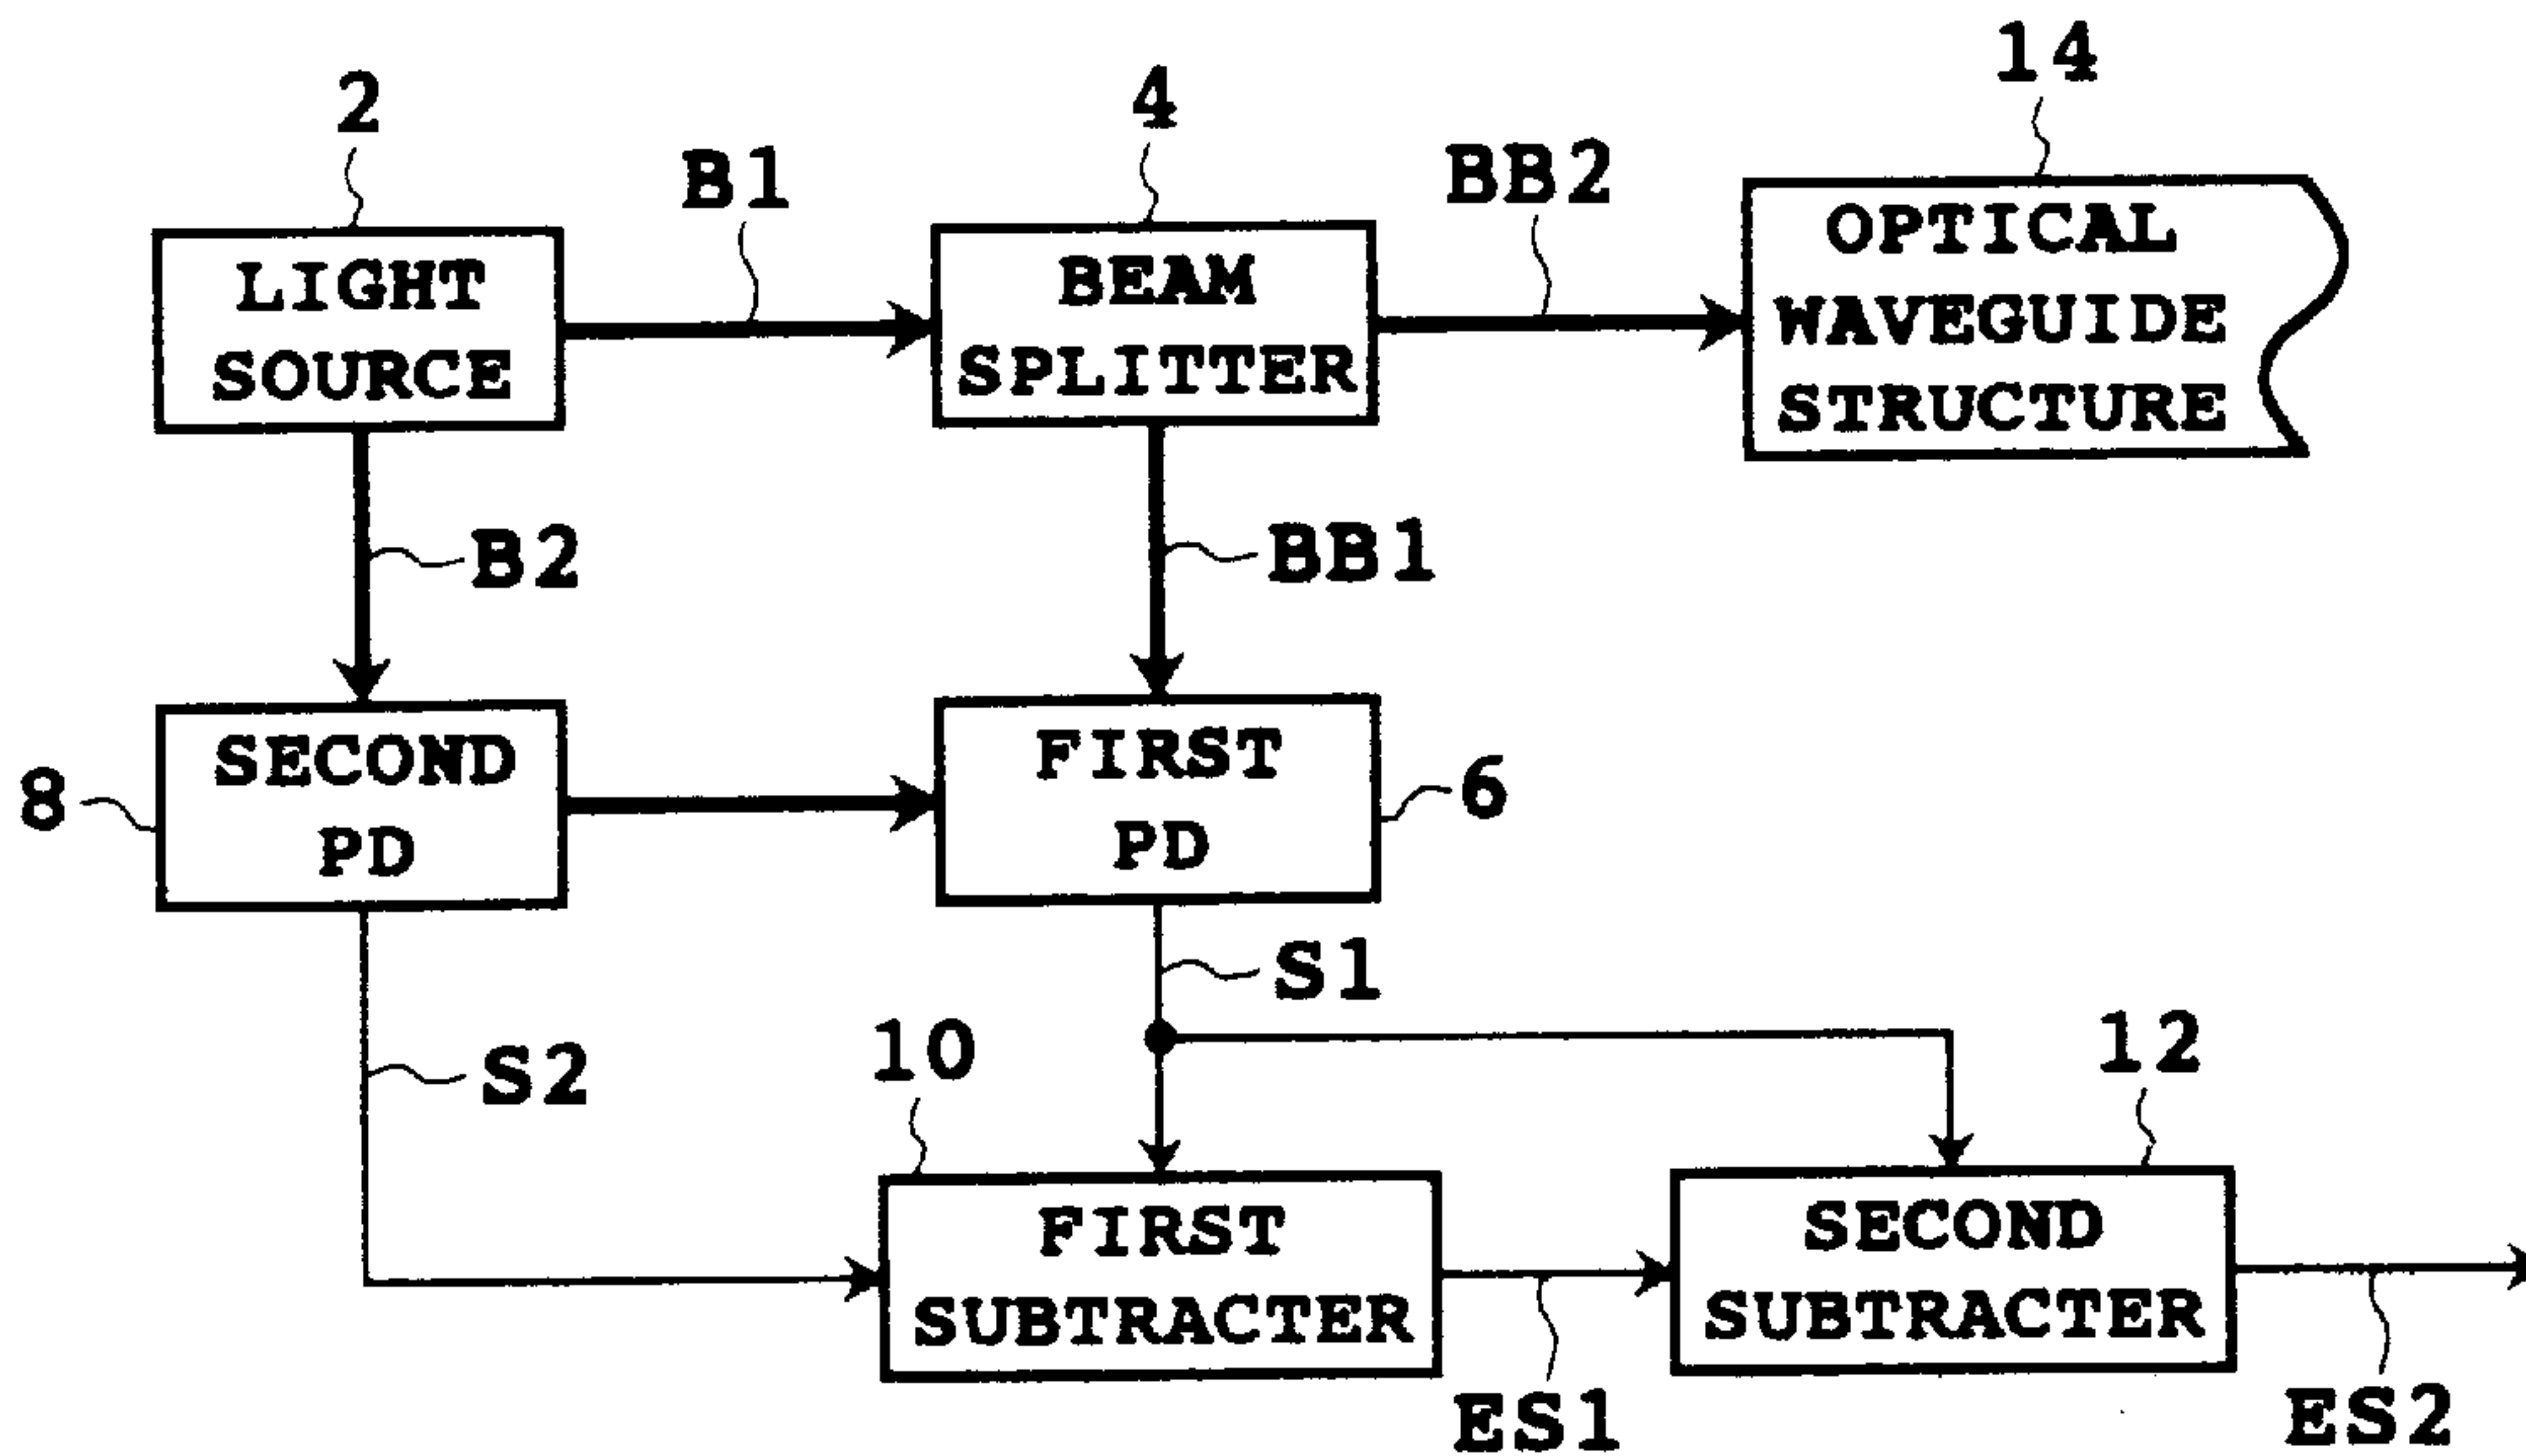 2
4
14
B1
BB2
LIGHT
SOURCE
BEAM
SPLITTER
OPTICAL
WAVEGUIDE
STRUCTURE
B2
BB1
8
SECOND
PD
FIRST
PD
6
S1
S2
10
12
FIRST
SUBTRACTER
SECOND
SUBTRACTER
ES1
ES2